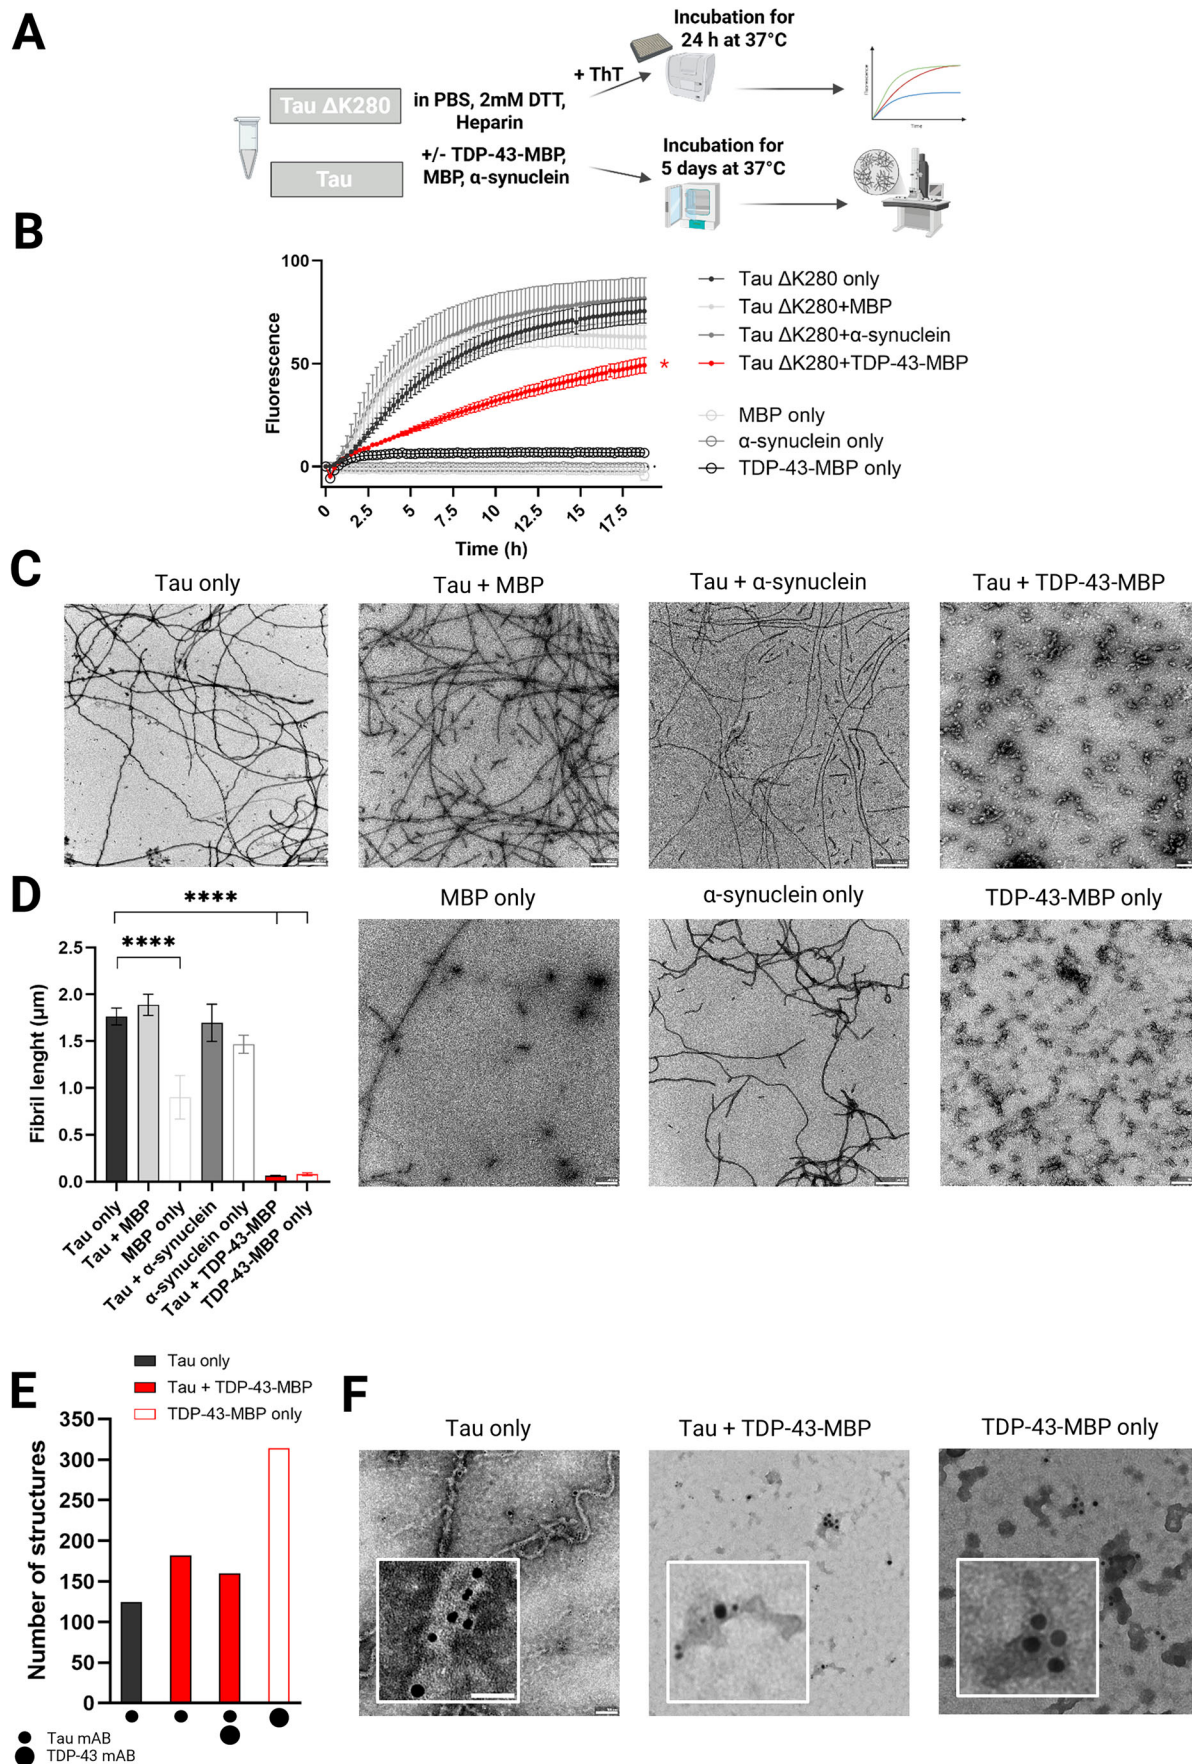 A
Incubation for
24 h at 37°C
+ ThT
Tau ΔK280
in PBS, 2mM DTT,
Heparin
+/- TDP-43-MBP,
MBP, α-synuclein
Tau
Incubation for
5 days at 37°C
Fluorescence
Time
B
100
50
0
Fluorescence
0 2.5 5 7.5 10 12.5 15 17.5
Time (h)
Tau ΔK280 only
Tau ΔK280+MBP
Tau ΔK280+α-synuclein
Tau ΔK280+TDP-43-MBP
*
MBP only
α-synuclein only
TDP-43-MBP only
C
Tau only
Tau + MBP
Tau + α-synuclein
Tau + TDP-43-MBP
MBP only
α-synuclein only
TDP-43-MBP only
D
****
****
2.5
2.0
1.5
1.0
0.5
0.0
Fibril lenght (µm)
Tau only
Tau + MBP
MBP only
Tau + α-synuclein
α-synuclein only
Tau + TDP-43-MBP
TDP-43-MBP only
E
Tau only
Tau + TDP-43-MBP
TDP-43-MBP only
350
300
250
200
150
100
50
0
Number of structures
Tau mAB
TDP-43 mAB
F
Tau only
Tau + TDP-43-MBP
TDP-43-MBP only